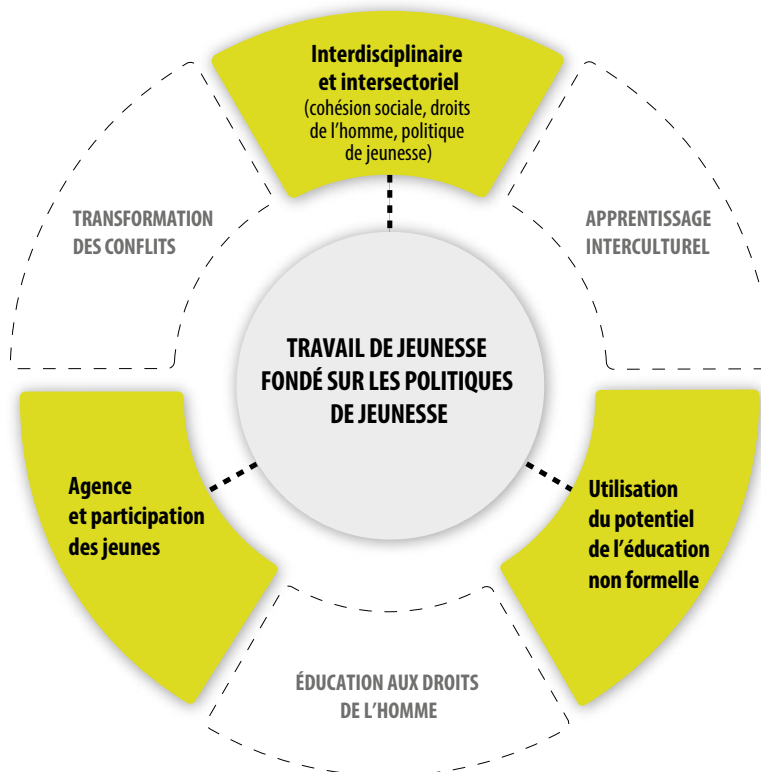 Interdisciplinaire
et intersectoriel
(cohésion sociale, droits
de l’homme, politique
de jeunesse)
TRANSFORMATION
DES CONFLITS
APPRENTISSAGE
INTERCULTUREL
TRAVAIL DE JEUNESSE
FONDÉ SUR LES POLITIQUES
DE JEUNESSE
Agence
et participation
des jeunes
Utilisation
du potentiel
de l’éducation
non formelle
ÉDUCATION AUX DROITS
DE L’HOMME